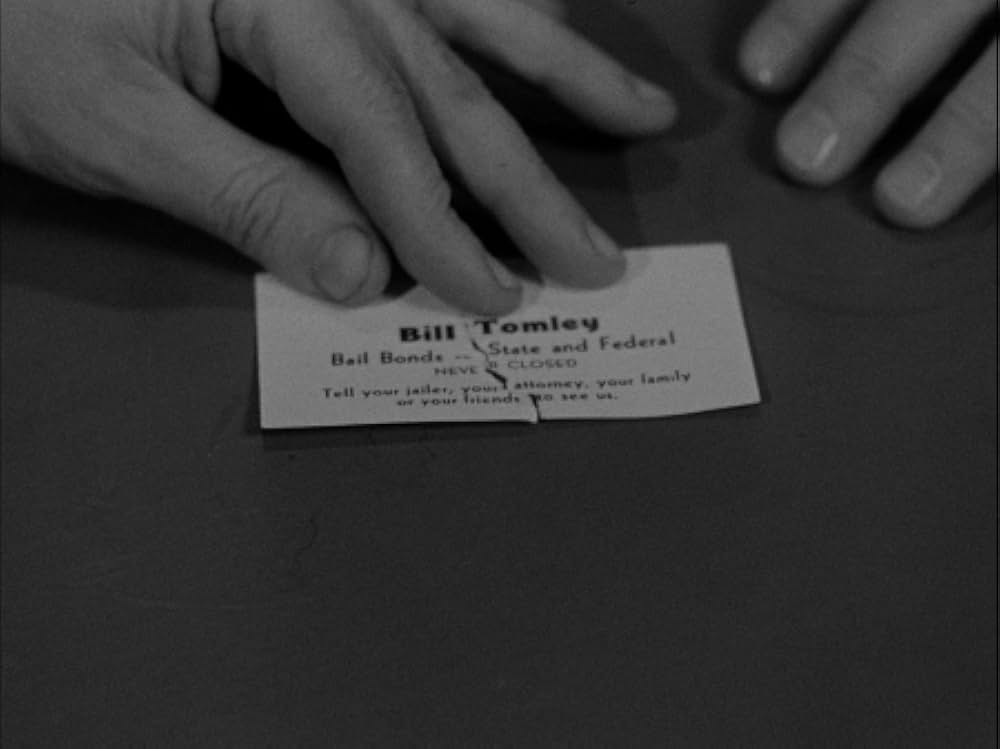 Bill Tomley
Bail Bonds -- State and Federal
NEVER CLOSED
Tell your jailer, your attorney, your family
or your friends to see us.